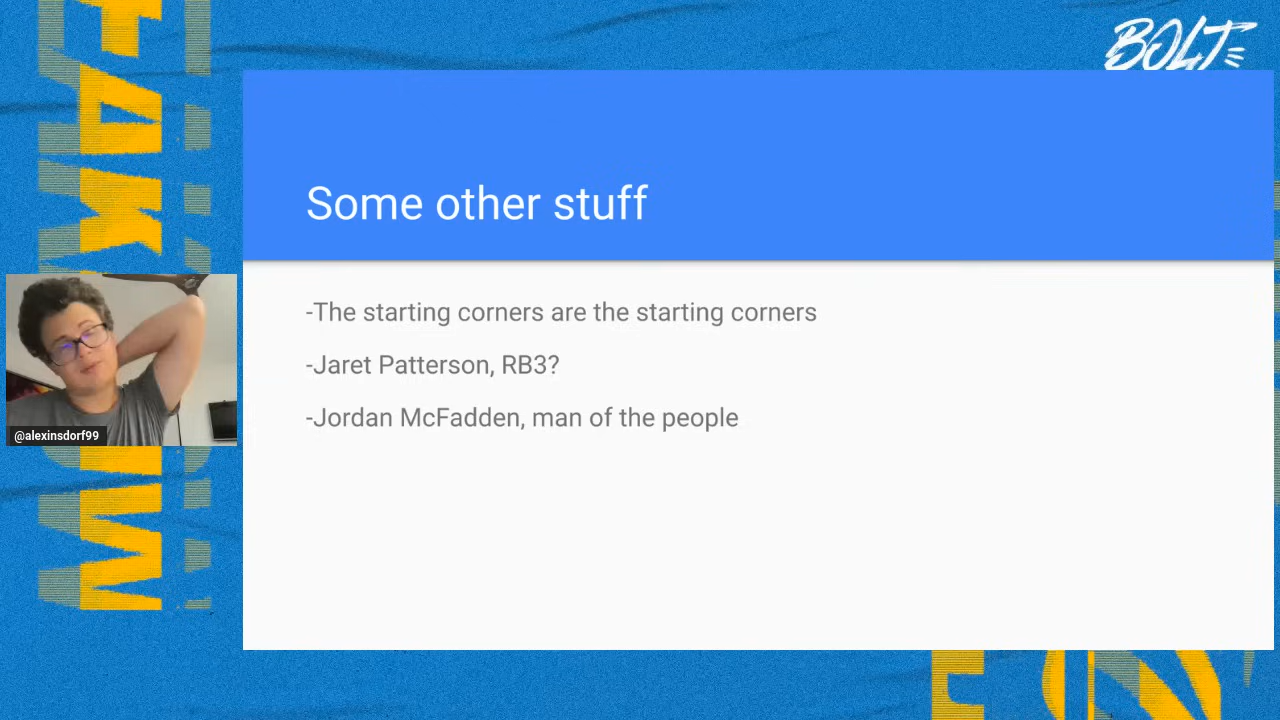 BOLT
Some other stuff
-The starting corners are the starting corners
-Jaret Patterson, RB3?
-Jordan McFadden, man of the people
@alexinsdorf99